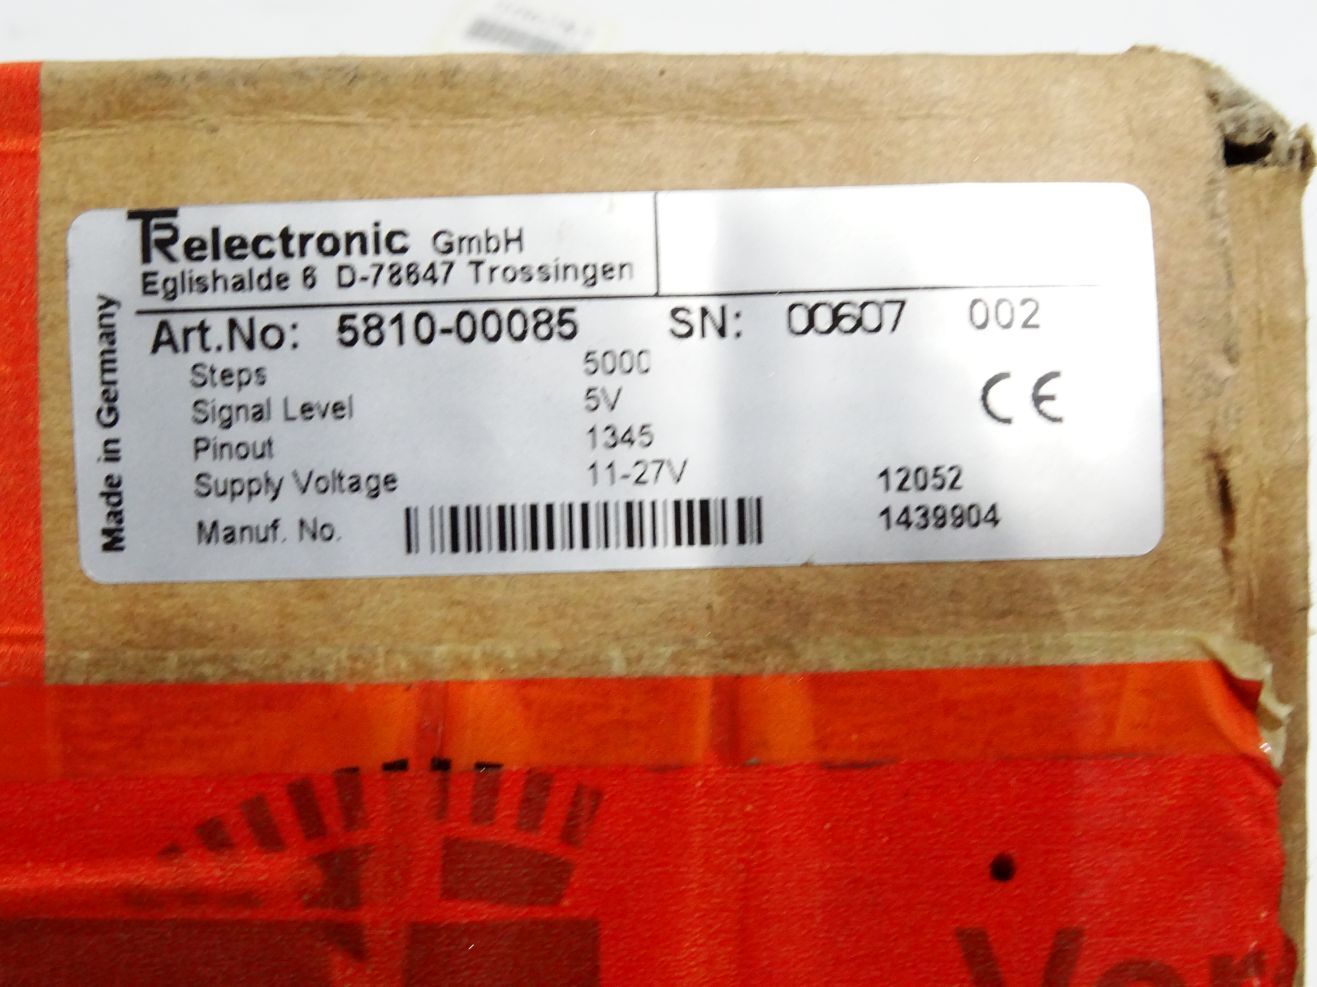 TRelectronic GmbH
Eglishalde 6 D-78647 Trossingen
Made in Germany
Art.No: 5810-00085 SN: 00607 002
Steps 5000
Signal Level 5V
Pinout 1345
Supply Voltage 11-27V 12052
Manuf. No. 1439904
CE